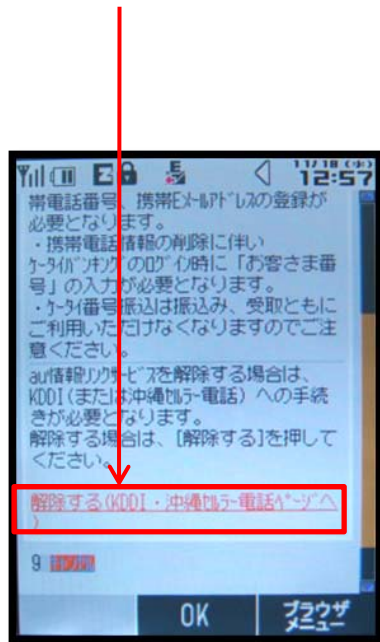 11/18(水)
12:57
帯電話番号、携帯Eメールアドレスの登録が
必要となります。
・携帯電話情報の削除に伴い
ケータイバンキングのログイン時に「お客さま番
号」の入力が必要となります。
・ケータイ番号振込は振込み、受取ともに
ご利用いただけなくなりますのでご注
意ください。
au情報リンクサービスを解除する場合は、
KDDI(または沖縄セルラー電話)への手続
きが必要となります。
解除する場合は、[解除する]を押して
ください。
解除する(KDDI・沖縄セルラー電話ページへ
)
9 キャンセル
OK
ブラウザ
メニュー